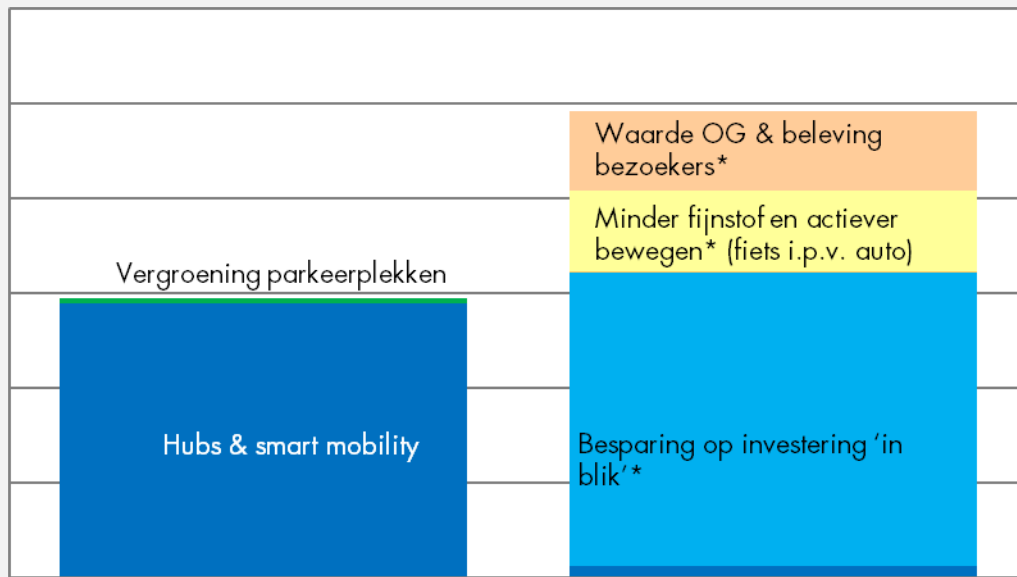 Waarde OG & beleving
bezoekers*
Minder fijnstof en actiever
bewegen* (fiets i.p.v. auto)
Vergroening parkeerplekken
Hubs & smart mobility
Besparing op investering ‘in
blik’*